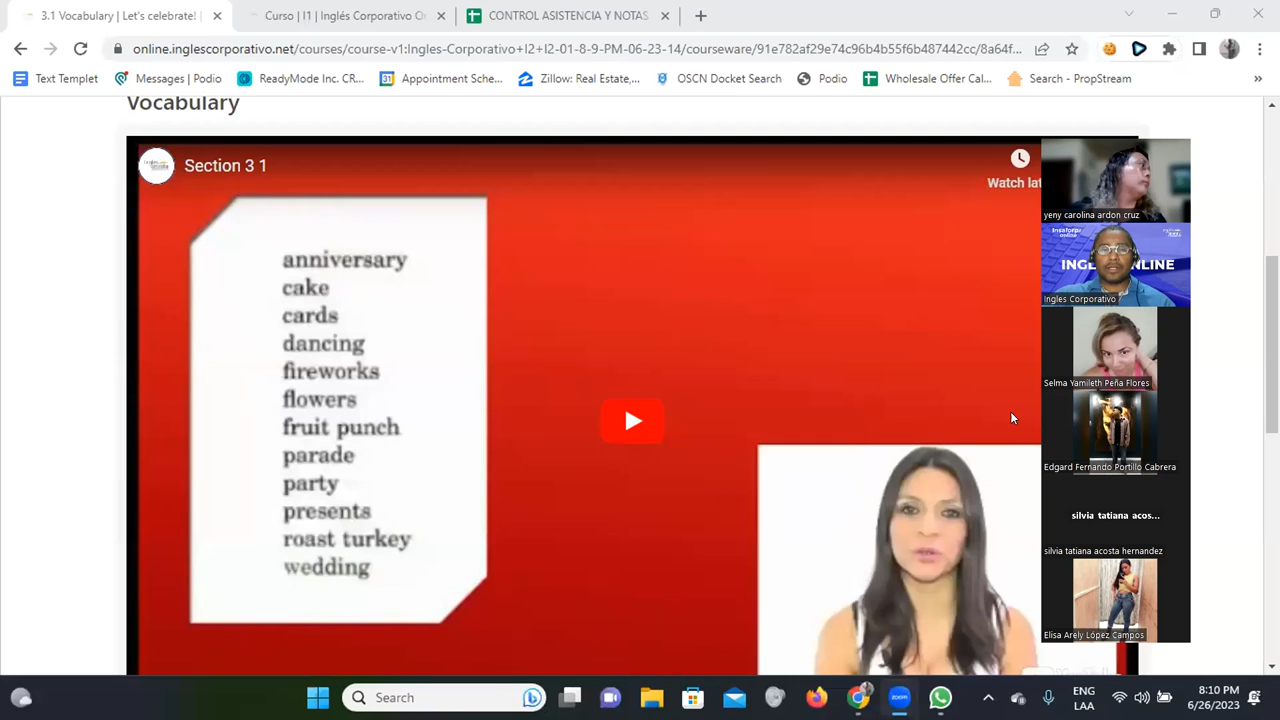 3.1 Vocabulary | Let's celebrate! |
Curso | I1 | Inglés Corporativo On
CONTROL ASISTENCIA Y NOTAS
online.inglescorporativo.net/courses/course-v1:Ingles-Corporativo+I2+I2-01-8-9-PM-06-23-14/courseware/91e782af29e74c96b4b55f6b487442cc/8a64f...
Text Templet
Messages | Podio
ReadyMode Inc. CR...
Appointment Sche...
Zillow: Real Estate,...
OSCN Docket Search
Podio
Wholesale Offer Cal...
Search - PropStream
Vocabulary
Section 3 1
Watch lat
anniversary
cake
cards
dancing
fireworks
flowers
fruit punch
parade
party
presents
roast turkey
wedding
yeny carolina ardon cruz
INGL ONLINE
Ingles Corporativo
Selma Yamileth Peña Flores
Edgard Fernando Portillo Cabrera
silvia tatiana acos...
silvia tatiana acosta hernandez
Elisa Arely López Campos
Search
zoom
ENG
LAA
8:10 PM
6/26/2023